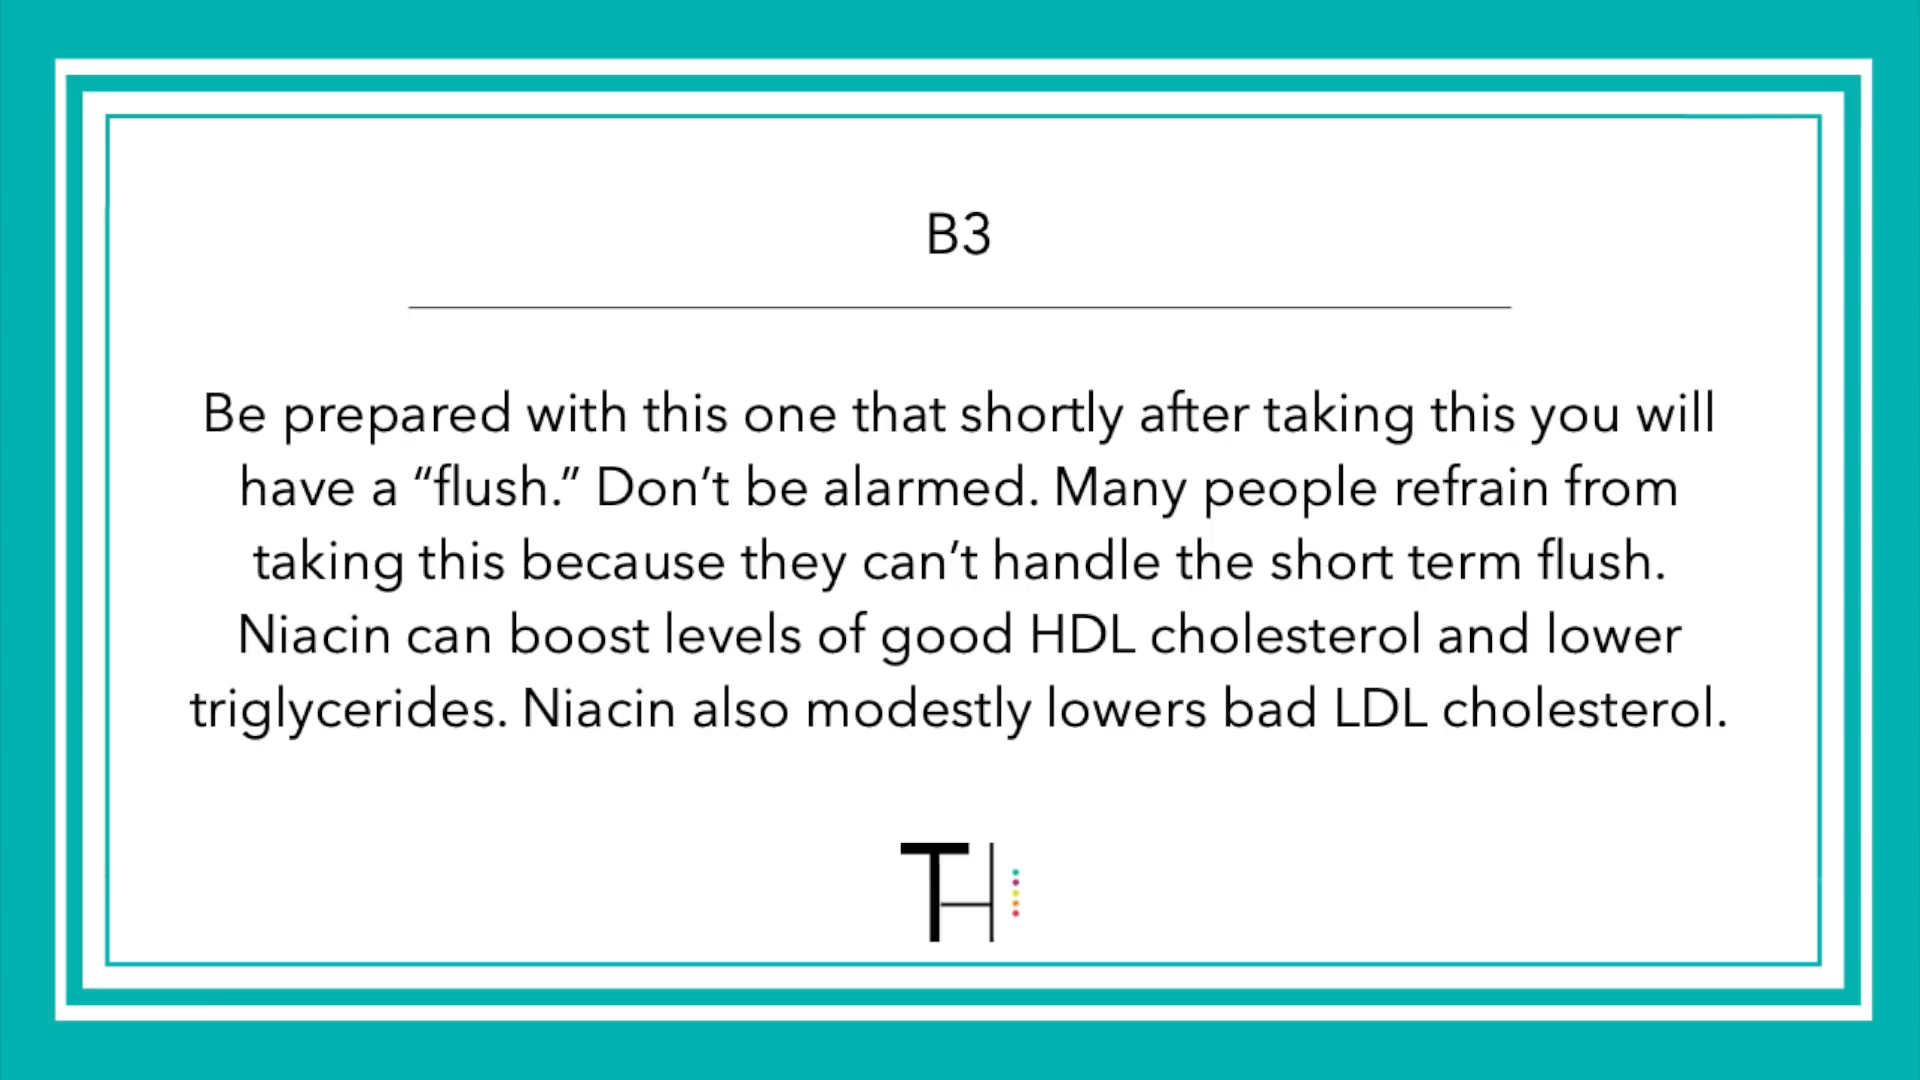 B3
Be prepared with this one that shortly after taking this you will
have a “flush.” Don’t be alarmed. Many people refrain from
taking this because they can’t handle the short term flush.
Niacin can boost levels of good HDL cholesterol and lower
triglycerides. Niacin also modestly lowers bad LDL cholesterol.
TH